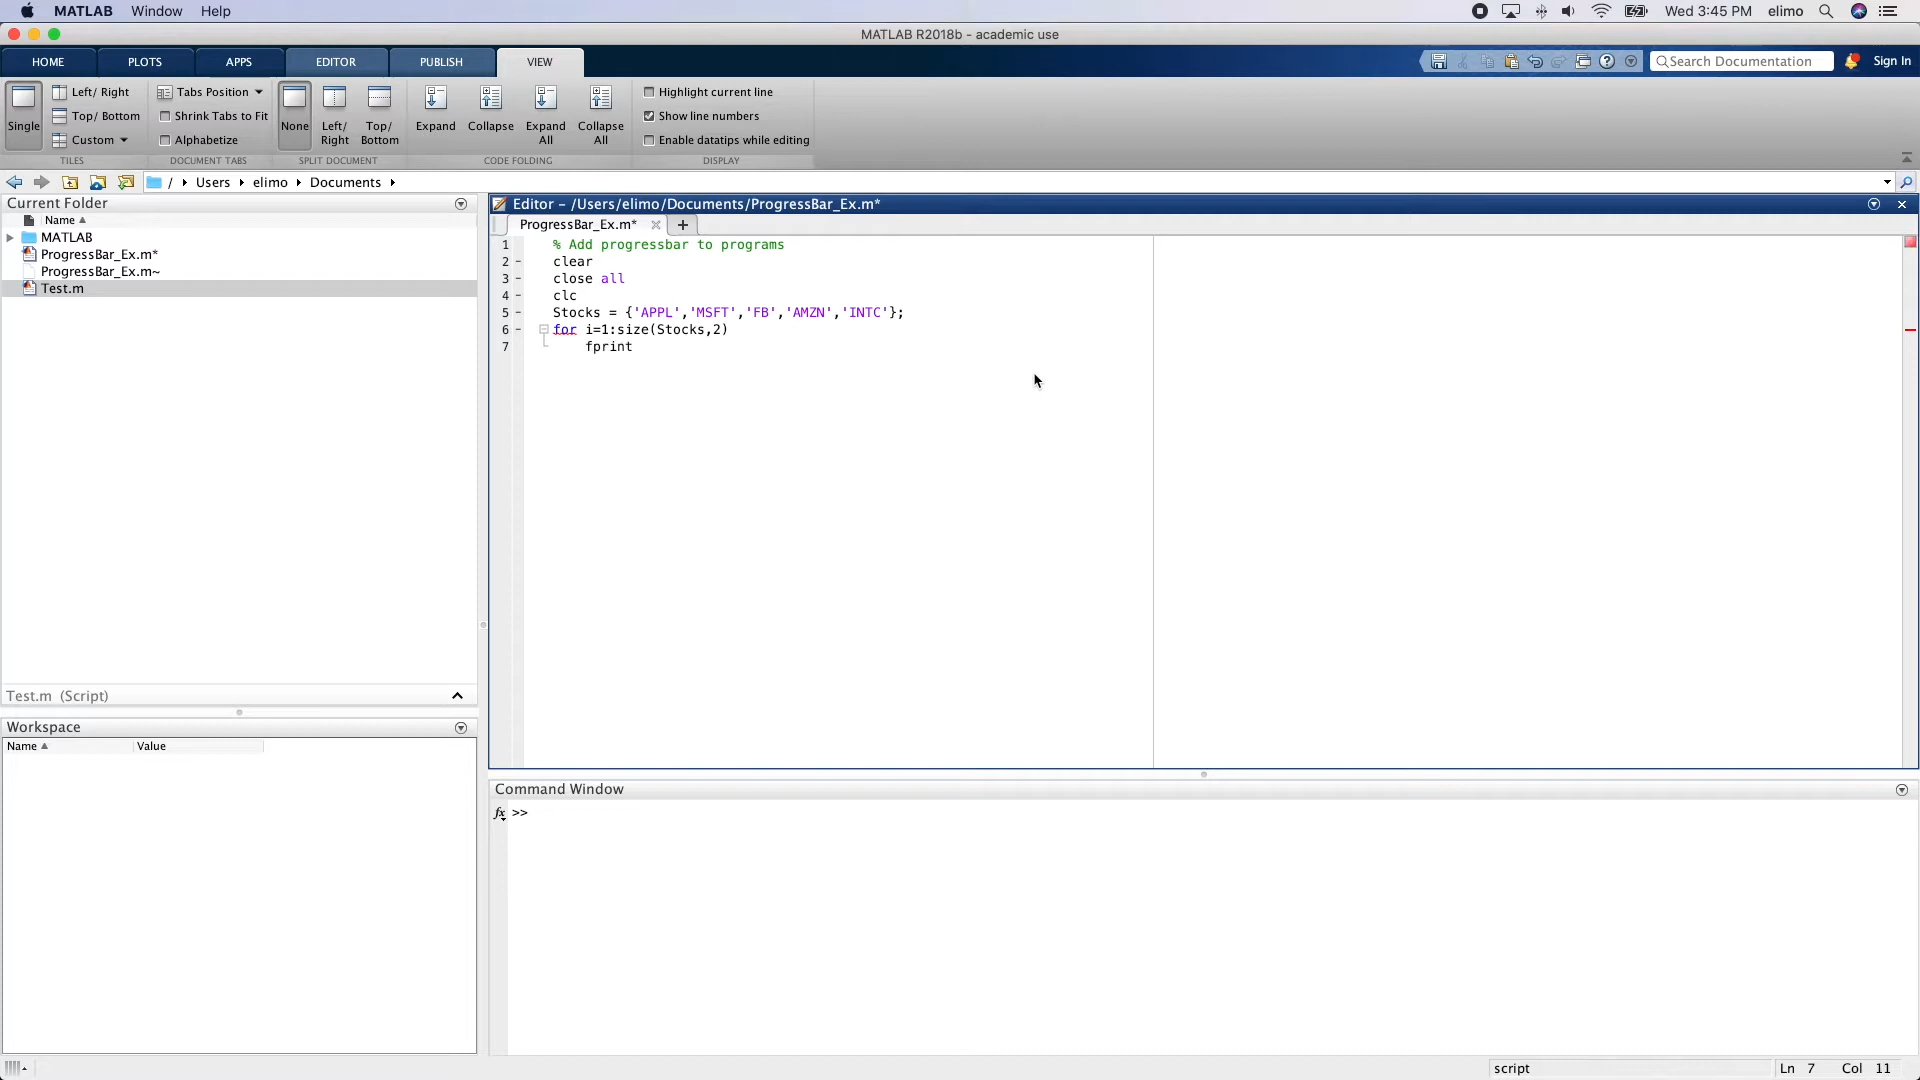 MATLAB Window Help Wed 3:45 PM elimo
MATLAB R2018b - academic use
HOME PLOTS APPS EDITOR PUBLISH VIEW Search Documentation Sign In
Single Left/ Right Tabs Position None Left/ Right Top/ Bottom Expand Collapse Expand All Collapse All Highlight current line
Top/ Bottom Shrink Tabs to Fit Show line numbers
Custom Alphabetize Enable datatips while editing
TILES DOCUMENT TABS SPLIT DOCUMENT CODE FOLDING DISPLAY
/ Users elimo Documents
Current Folder
Name
MATLAB
ProgressBar_Ex.m*
ProgressBar_Ex.m~
Test.m
Test.m (Script)
Workspace
Name Value
Editor - /Users/elimo/Documents/ProgressBar_Ex.m*
ProgressBar_Ex.m* +
1 % Add progressbar to programs
2 - clear
3 - close all
4 - clc
5 - Stocks = {'APPL','MSFT','FB','AMZN','INTC'};
6 - for i=1:size(Stocks,2)
7 fprint
Command Window
fx >>
script Ln 7 Col 11